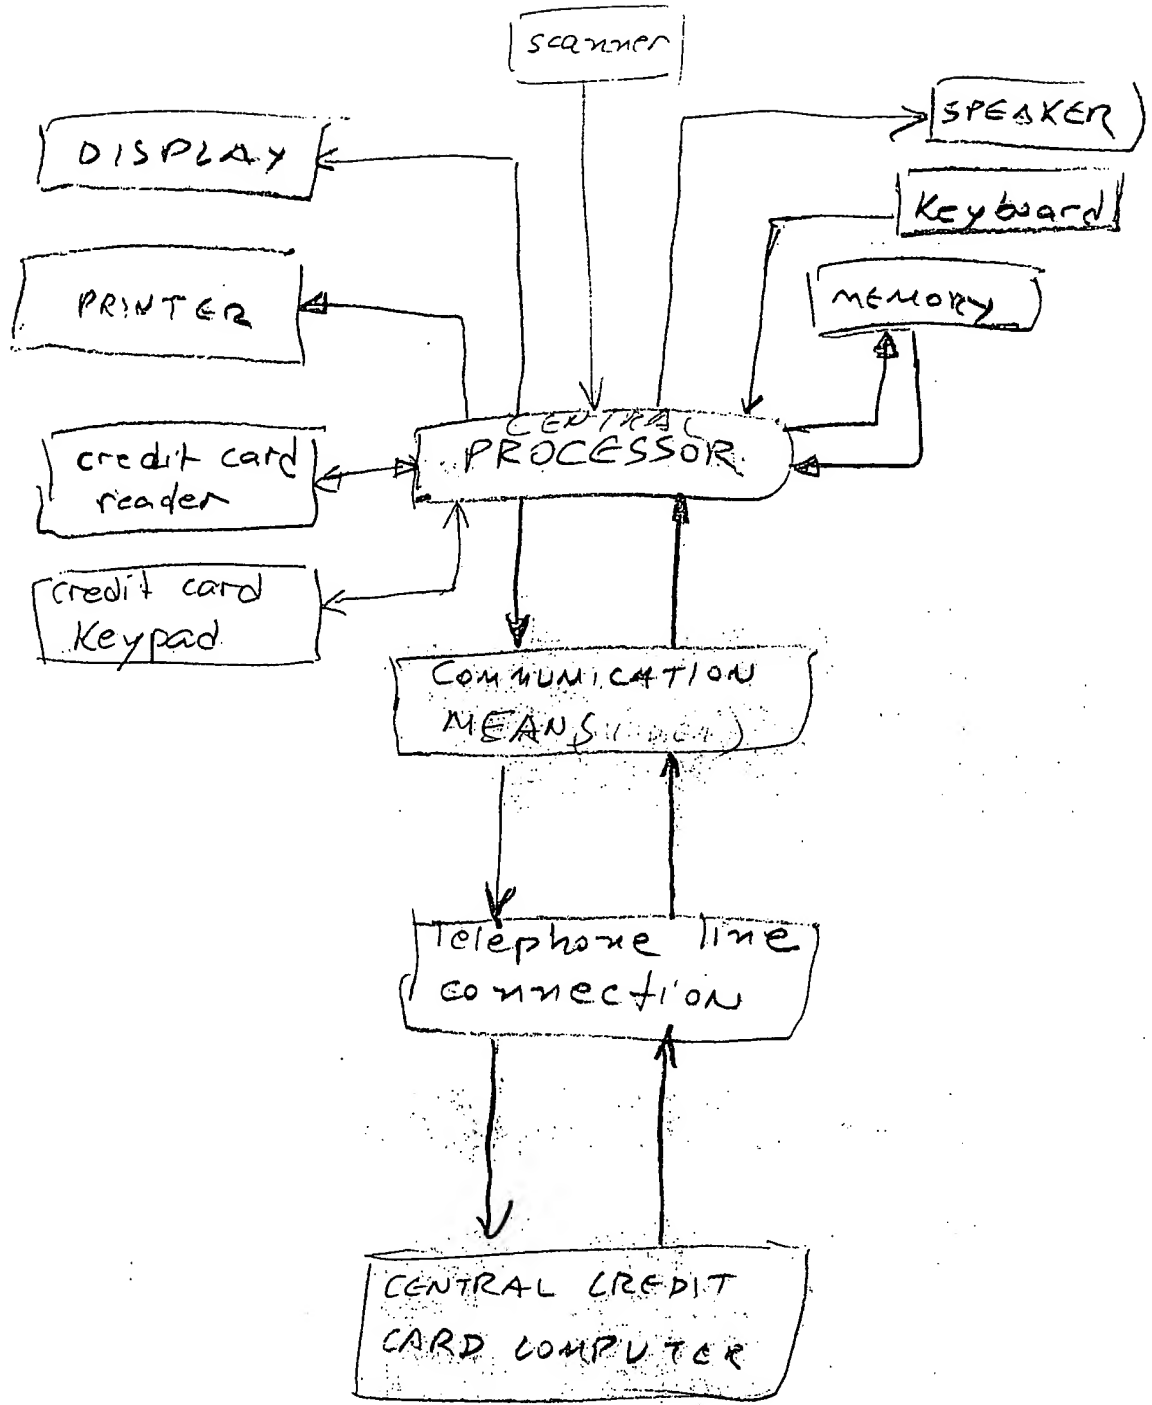 scanner
SPEAKER
DISPLAY
Keyboard
MEMORY
PRINTER
CENTRAL
PROCESSOR
credit card
reader
credit card
Keypad
COMMUNICATION
MEANS
Telephone line
connection
CENTRAL CREDIT
CARD COMPUTER